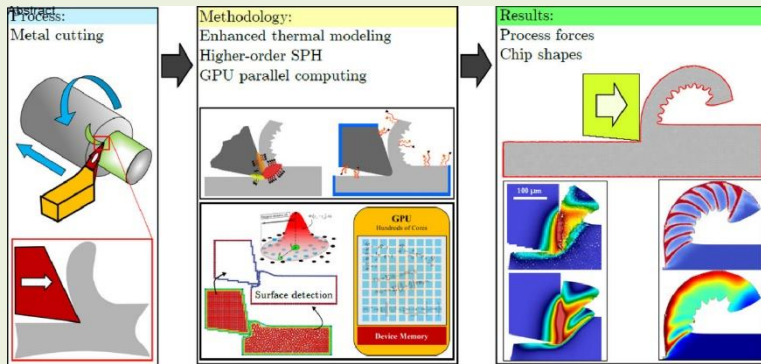 Abstract
Process:
Metal cutting
Methodology:
Enhanced thermal modeling
Higher-order SPH
GPU parallel computing
Surface detection
GPU
Hundreds of Cores
Device Memory
Results:
Process forces
Chip shapes
100 μm